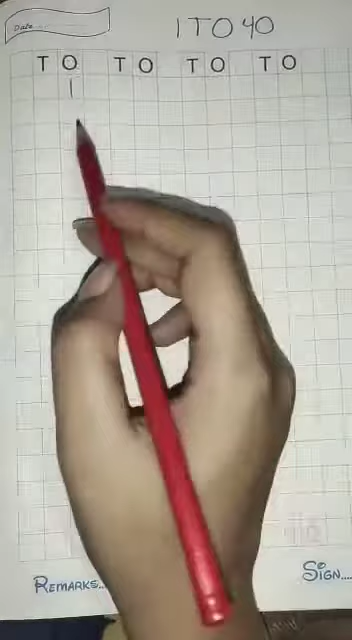 Date......
1 TO 40
T O T O T O T O
1
REMARKS...
SIGN....